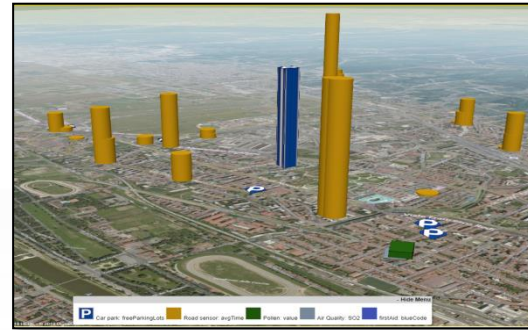 - Hide Menu
P Car park: freeParkingLots Road sensor: avgTime Pollen: value Air Quality: SO2 firstAid: blueCode